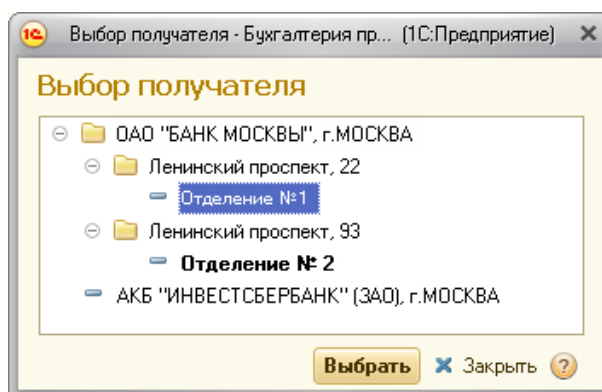 1С Выбор получателя - Бухгалтерия пр... (1С:Предприятие)
Выбор получателя
ОАО "БАНК МОСКВЫ", г.МОСКВА
Ленинский проспект, 22
Отделение №1
Ленинский проспект, 93
Отделение № 2
АКБ "ИНВЕСТСБЕРБАНК" (ЗАО), г.МОСКВА
Выбрать Закрыть ?